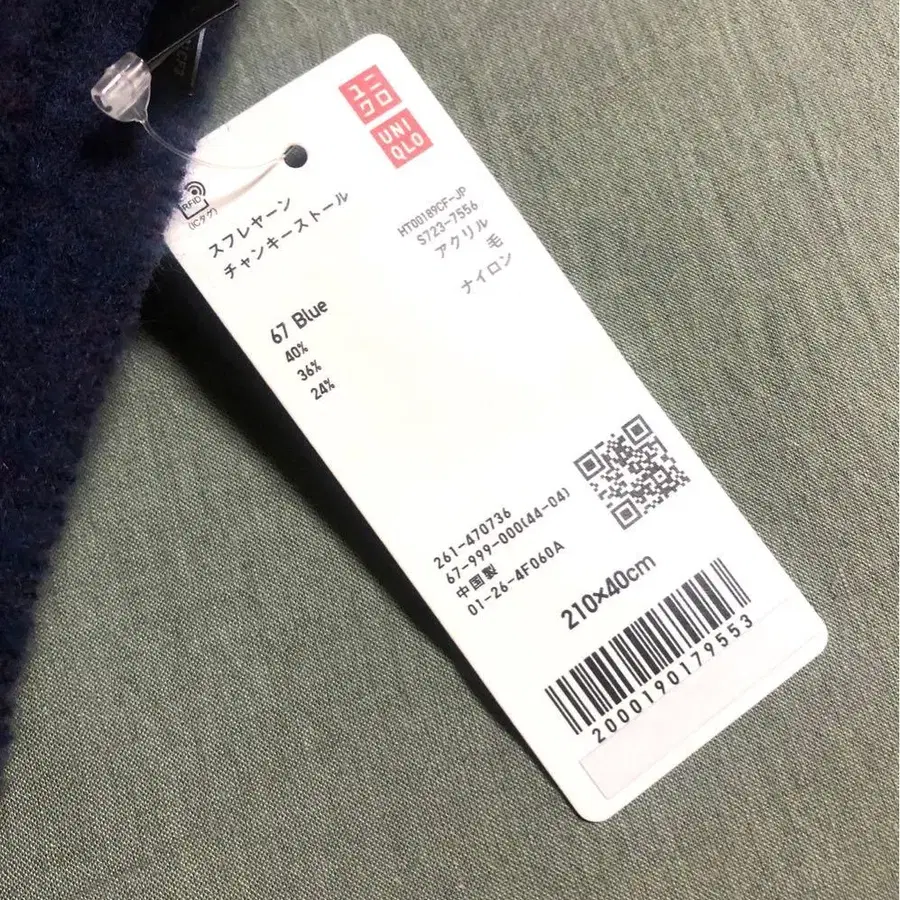 ユニ
クロ
UNI
QLO
RFID
(ICタグ)
スフレヤーン
チャンキーストール
HT00189CF-JP
S723-7556
アクリル
毛
ナイロン
67 Blue
40%
36%
24%
261-470736
67-999-000(44-04)
中国製
01-26-4F060A
210×40cm
2000190179553